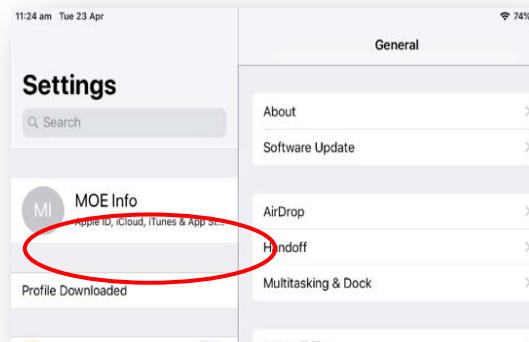 11:24 am Tue 23 Apr
74%
Settings
Search
MI
MOE Info
Apple ID, iCloud, iTunes & App St...
Profile Downloaded
General
About
Software Update
AirDrop
Handoff
Multitasking & Dock